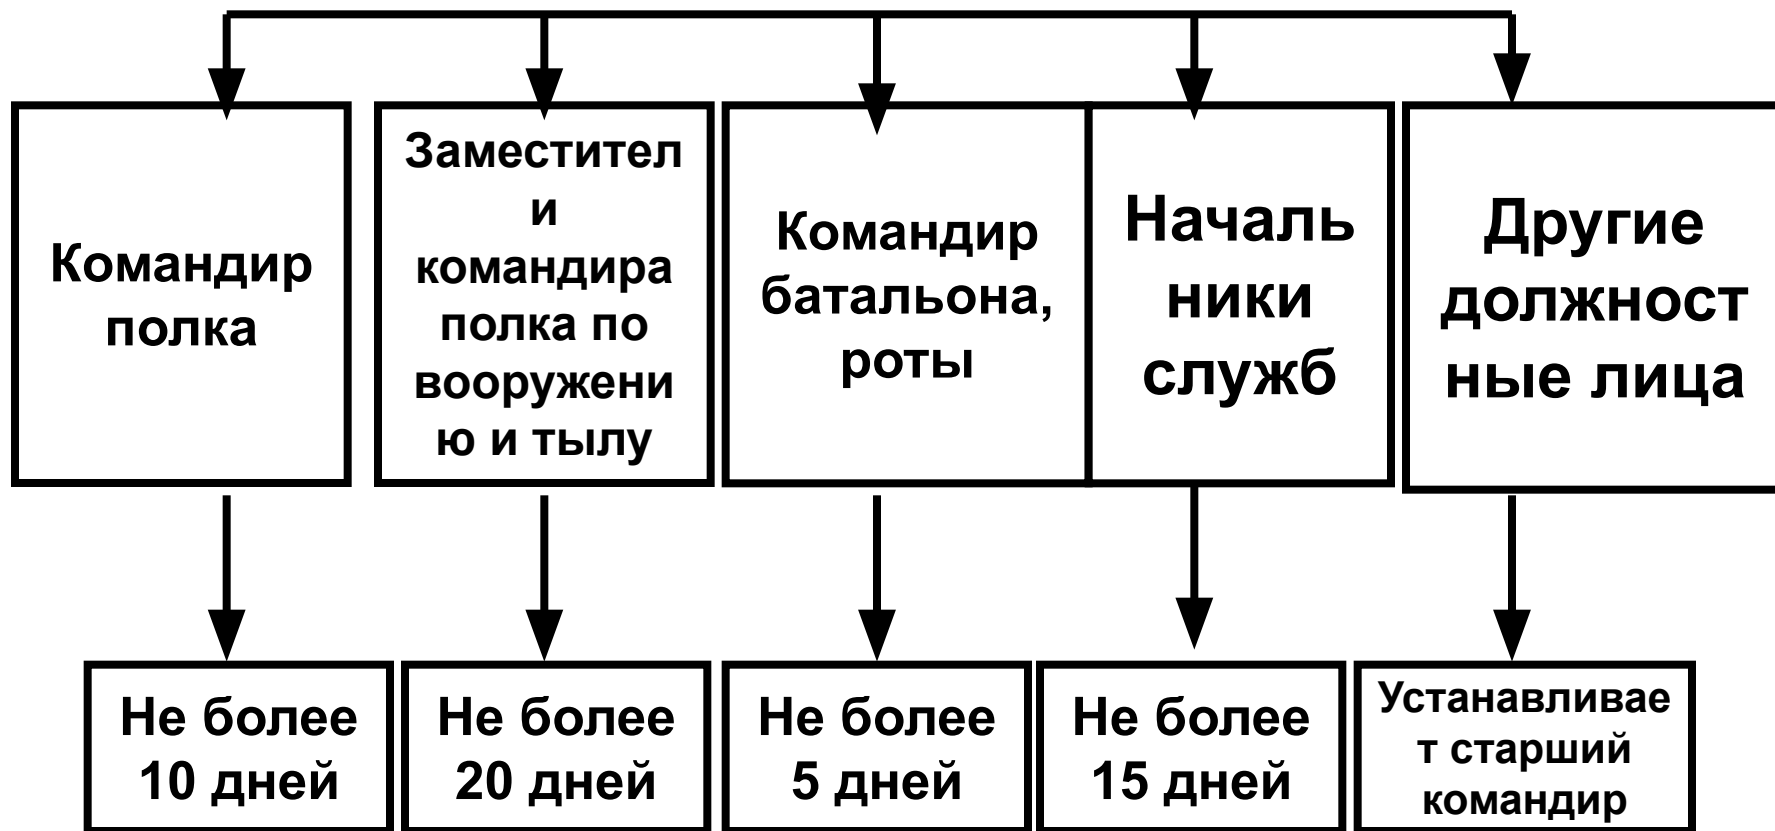 Командир
полка
Заместител
и
командира
полка по
вооружени
ю и тылу
Командир
батальона,
роты
Началь
ники
служб
Другие
должност
ные лица
Не более
10 дней
Не более
20 дней
Не более
5 дней
Не более
15 дней
Устанавливае
т старший
командир